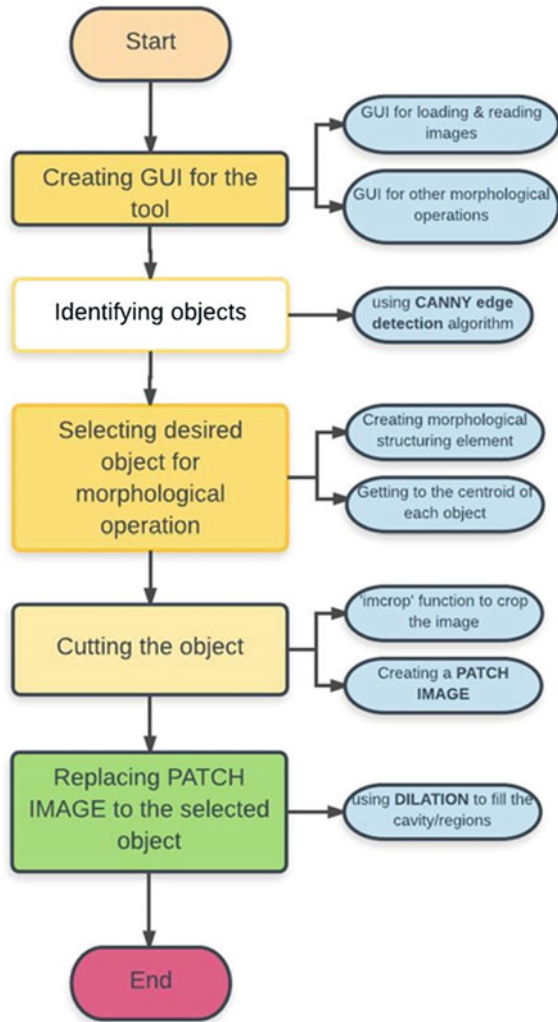 Start
Creating GUI for the
tool
GUI for loading & reading
images
GUI for other morphological
operations
Identifying objects
using CANNY edge
detection algorithm
Selecting desired
object for
morphological
operation
Creating morphological
structuring element
Getting to the centroid of
each object
Cutting the object
'imcrop' function to crop
the image
Creating a PATCH
IMAGE
Replacing PATCH
IMAGE to the selected
object
using DILATION to fill the
cavity/regions
End